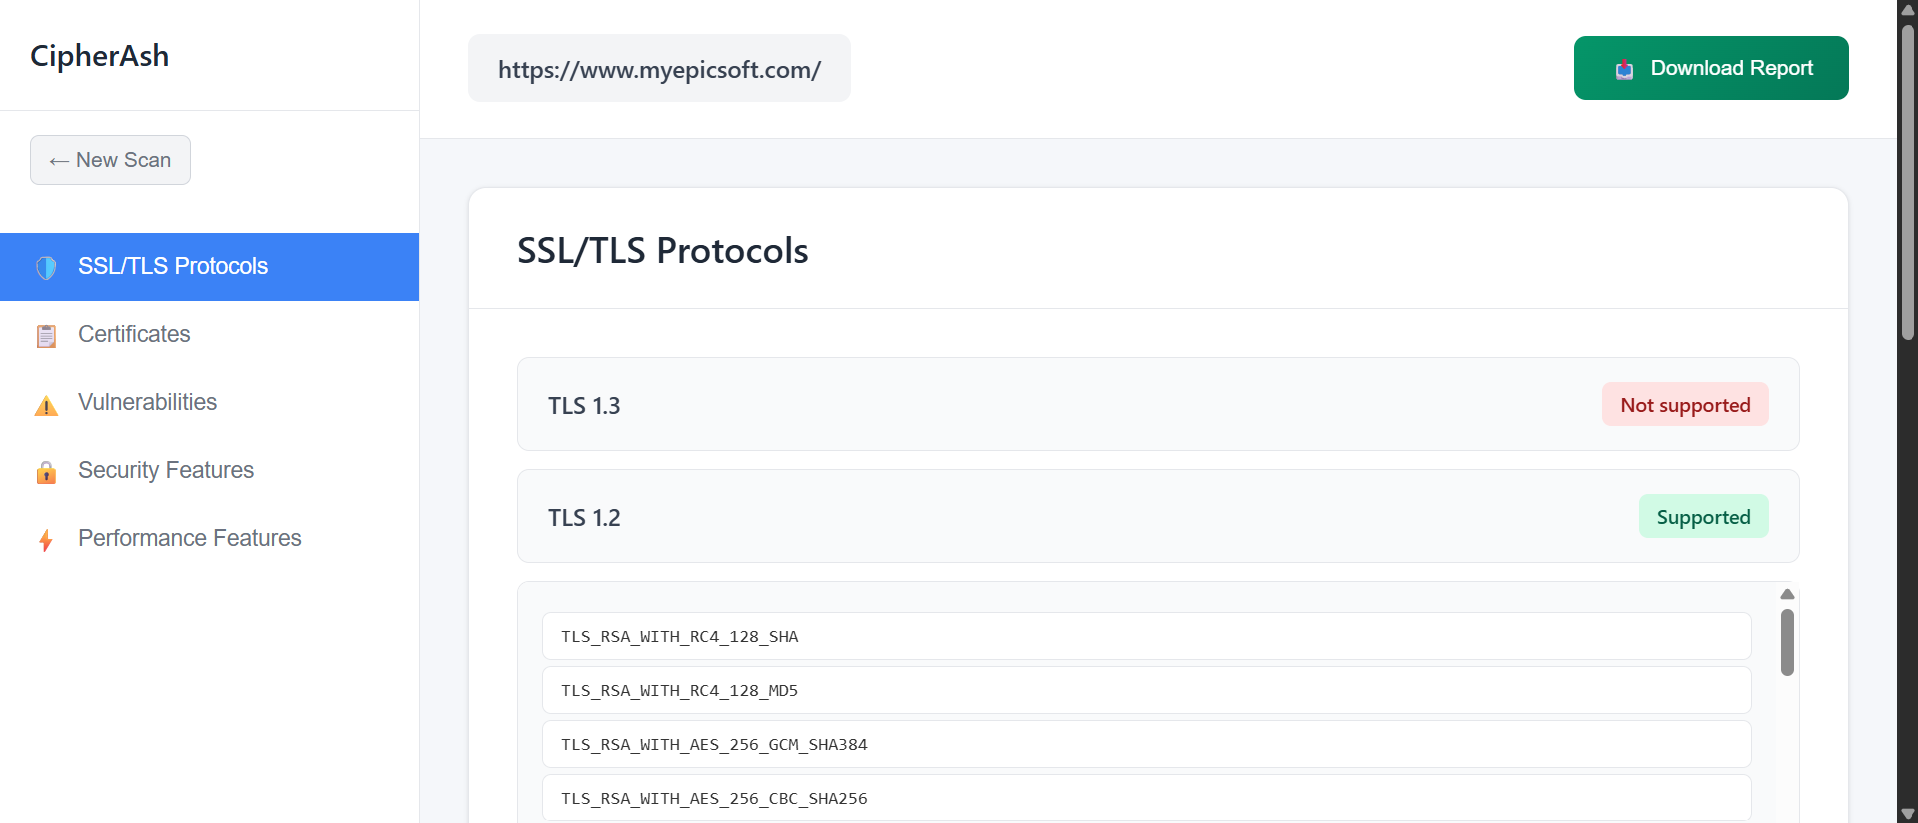 CipherAsh
← New Scan
SSL/TLS Protocols
Certificates
Vulnerabilities
Security Features
Performance Features
https://www.myepicsoft.com/
Download Report
SSL/TLS Protocols
TLS 1.3
Not supported
TLS 1.2
Supported
TLS_RSA_WITH_RC4_128_SHA
TLS_RSA_WITH_RC4_128_MD5
TLS_RSA_WITH_AES_256_GCM_SHA384
TLS_RSA_WITH_AES_256_CBC_SHA256